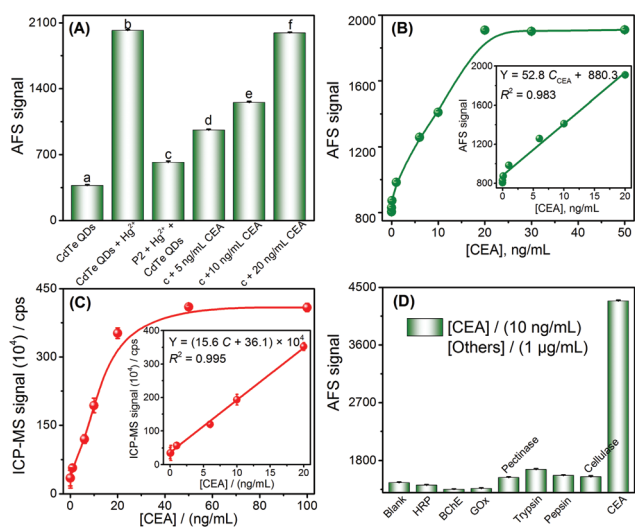 (A)
AFS signal
2100
1400
700
0
a
b
c
d
e
f
CdTe QDs
CdTe QDs + Hg²⁺
P2 + Hg²⁺ +
CdTe QDs
c + 5 ng/mL CEA
c +10 ng/mL CEA
c + 20 ng/mL CEA
(B)
AFS signal
2000
1600
1200
800
0 10 20 30 40 50
[CEA], ng/mL
Y = 52.8 C_CEA + 880.3
R² = 0.983
AFS signal
2000
1600
1200
800
0 5 10 15 20
[CEA], ng/mL
(C)
ICP-MS signal (10⁴) / cps
450
300
150
0
0 20 40 60 80 100
[CEA] / (ng/mL)
Y = (15.6 C + 36.1) × 10⁴
R² = 0.995
ICP-MS signal (10⁴) / cps
400
300
200
100
0
0 5 10 15 20
[CEA] / (ng/mL)
(D)
AFS signal
4500
3600
2700
1800
[CEA] / (10 ng/mL)
[Others] / (1 μg/mL)
Blank
HRP
BChE
GOx
Pectinase
Trypsin
Pepsin
Cellulase
CEA